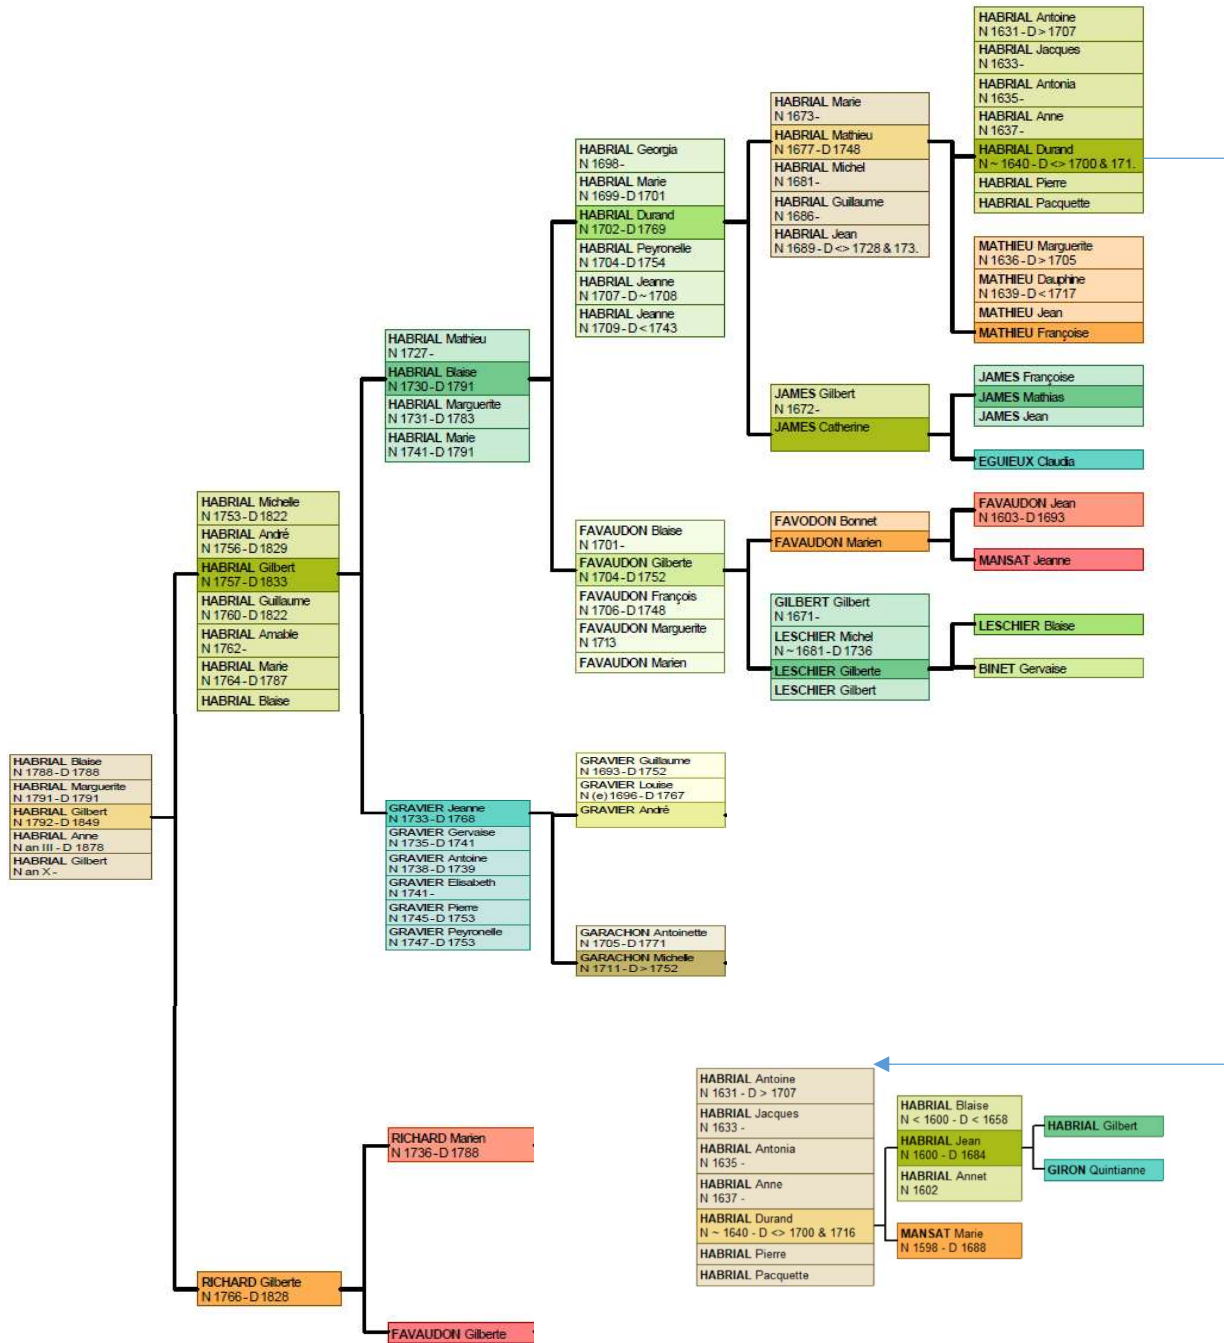 HABRIAL Blaise
N 1788 - D 1788
HABRIAL Marguerite
N 1791 - D 1791
HABRIAL Gilbert
N 1792 - D 1849
HABRIAL Anne
N an III - D 1878
HABRIAL Gilbert
N an X -
HABRIAL Michelle
N 1753 - D 1822
HABRIAL André
N 1756 - D 1829
HABRIAL Gilbert
N 1757 - D 1833
HABRIAL Guillaume
N 1760 - D 1822
HABRIAL Amable
N 1762 -
HABRIAL Marie
N 1764 - D 1787
HABRIAL Blaise
RICHARD Gilberte
N 1766 - D 1828
HABRIAL Mathieu
N 1727 -
HABRIAL Blaise
N 1730 - D 1791
HABRIAL Marguerite
N 1731 - D 1783
HABRIAL Marie
N 1741 - D 1791
GRAVIER Jeanne
N 1733 - D 1768
GRAVIER Gervaise
N 1735 - D 1741
GRAVIER Antoine
N 1738 - D 1739
GRAVIER Elisabeth
N 1741 -
GRAVIER Pierre
N 1745 - D 1753
GRAVIER Peyronelle
N 1747 - D 1753
RICHARD Marien
N 1736 - D 1788
FAVAUDON Gilberte
HABRIAL Georgia
N 1698 -
HABRIAL Marie
N 1699 - D 1701
HABRIAL Durand
N 1702 - D 1769
HABRIAL Peyronelle
N 1704 - D 1754
HABRIAL Jeanne
N 1707 - D ~ 1708
HABRIAL Jeanne
N 1709 - D < 1743
FAVAUDON Blaise
N 1701 -
FAVAUDON Gilberte
N 1704 - D 1752
FAVAUDON François
N 1706 - D 1748
FAVAUDON Marguerite
N 1713
FAVAUDON Marien
GRAVIER Guillaume
N 1693 - D 1752
GRAVIER Louise
N (e) 1696 - D 1767
GRAVIER André
GARACHON Antoinette
N 1705 - D 1771
GARACHON Michelle
N 1711 - D > 1752
HABRIAL Marie
N 1673 -
HABRIAL Mathieu
N 1677 - D 1748
HABRIAL Michel
N 1681 -
HABRIAL Guillaume
N 1686 -
HABRIAL Jean
N 1689 - D <> 1728 & 173.
JAMES Gilbert
N 1672 -
JAMES Catherine
FAVODON Bonnet
FAVAUDON Marien
GILBERT Gilbert
N 1671 -
LESCHIER Michel
N ~ 1681 - D 1736
LESCHIER Gilberte
LESCHIER Gilbert
HABRIAL Antoine
N 1631 - D > 1707
HABRIAL Jacques
N 1633 -
HABRIAL Antonia
N 1635 -
HABRIAL Anne
N 1637 -
HABRIAL Durand
N ~ 1640 - D <> 1700 & 171.
HABRIAL Pierre
HABRIAL Pacquette
MATHIEU Marguerite
N 1636 - D > 1705
MATHIEU Dauphine
N 1639 - D < 1717
MATHIEU Jean
MATHIEU Françoise
JAMES Françoise
JAMES Mathias
JAMES Jean
EGUIEUX Claudia
FAVAUDON Jean
N 1603 - D 1693
MANSAT Jeanne
LESCHIER Blaise
BINET Gervaise
HABRIAL Antoine
N 1631 - D > 1707
HABRIAL Jacques
N 1633 -
HABRIAL Antonia
N 1635 -
HABRIAL Anne
N 1637 -
HABRIAL Durand
N ~ 1640 - D <> 1700 & 1716
HABRIAL Pierre
HABRIAL Pacquette
HABRIAL Blaise
N < 1600 - D < 1658
HABRIAL Jean
N 1600 - D 1684
HABRIAL Annet
N 1602
MANSAT Marie
N 1598 - D 1688
HABRIAL Gilbert
GIRON Quintianne